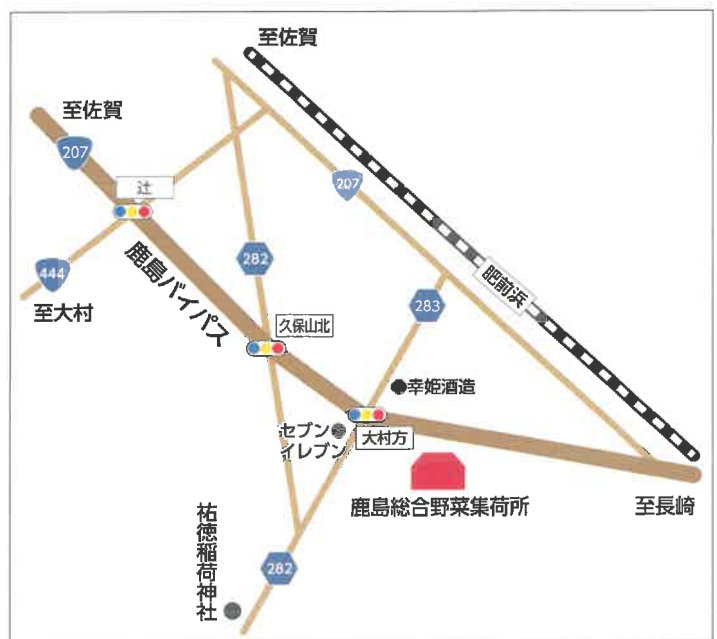 至佐賀
至佐賀
207
辻
207
444
至大村
鹿島バイパス
282
283
肥前浜
久保山北
幸姫酒造
セブン
イレブン
大村方
鹿島総合野菜集荷所
至長崎
祐徳稲荷神社
282